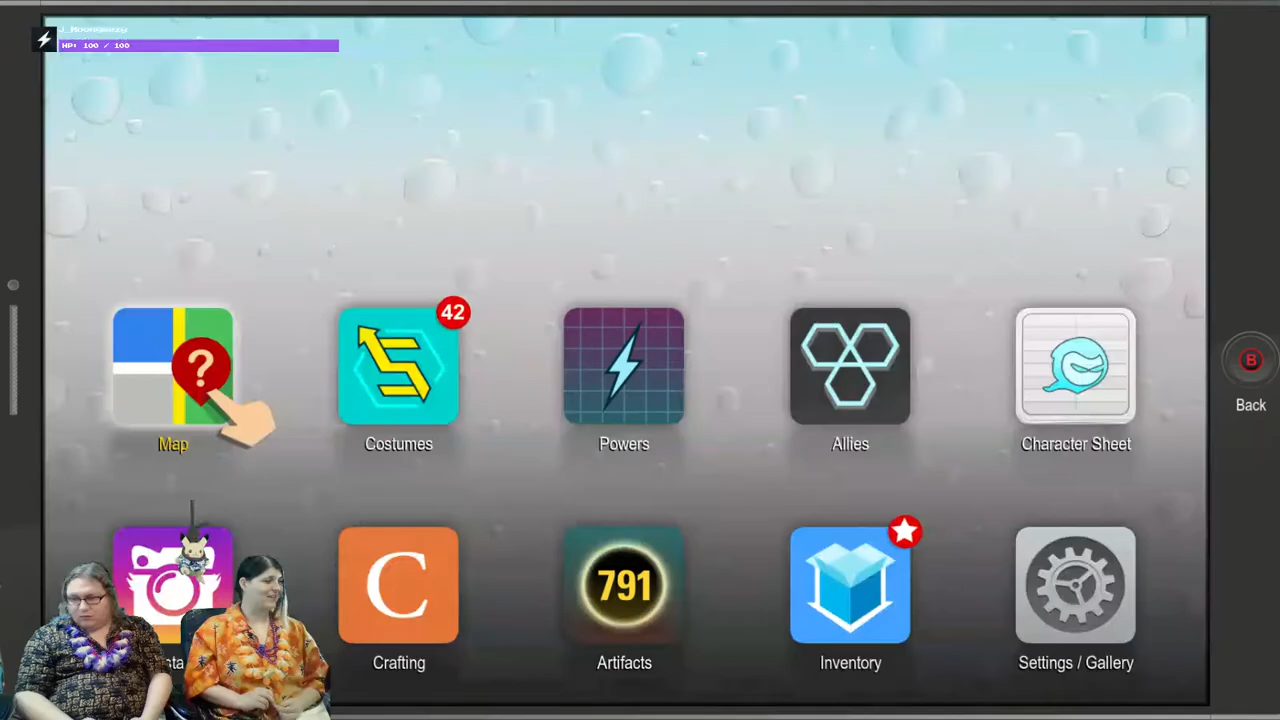 HP: 100 / 100
42
?
B
Back
Map
Costumes
Powers
Allies
Character Sheet
C
791
Crafting
Artifacts
Inventory
Settings / Gallery